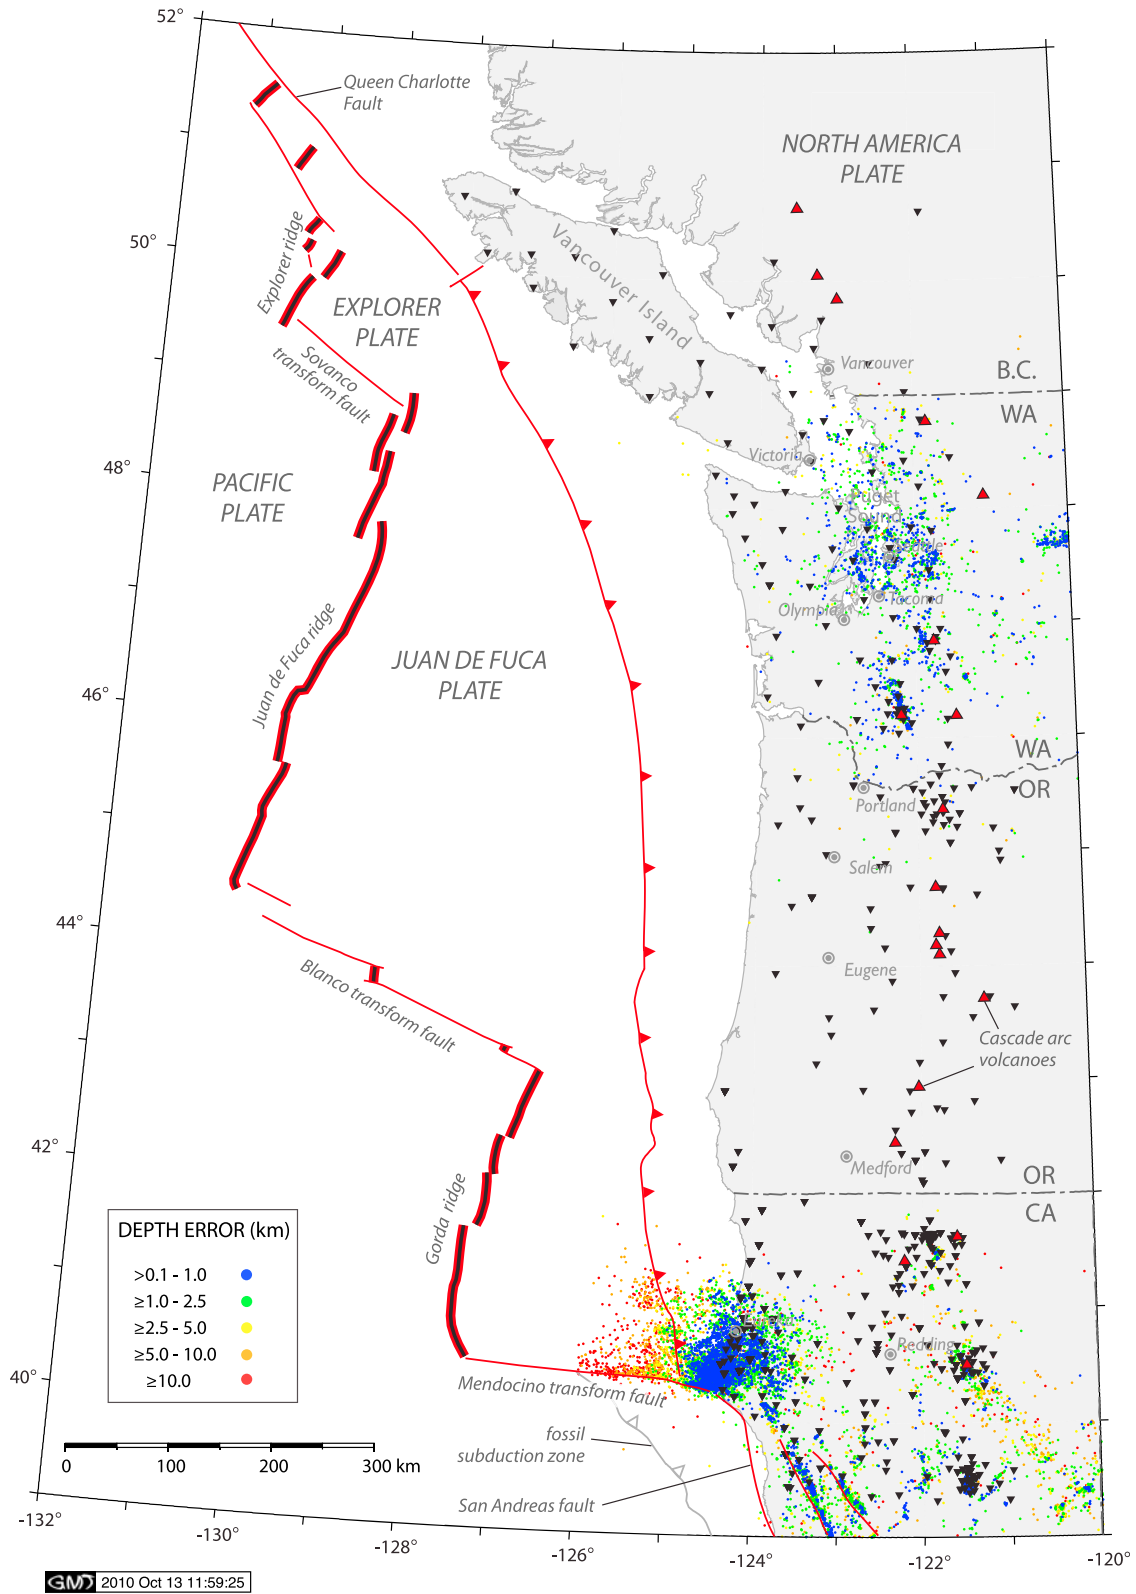 52°
Queen Charlotte
Fault
NORTH AMERICA
PLATE
50°
Explorer ridge
Vancouver Island
EXPLORER
PLATE
Sovanco
transform fault
Vancouver
B.C.
WA
Victoria
48°
PACIFIC
PLATE
Puget
Sound
Seattle
Tacoma
Olympia
Juan de Fuca ridge
JUAN DE FUCA
PLATE
46°
WA
OR
Portland
Salem
44°
Eugene
Blanco transform fault
Cascade arc
volcanoes
42°
Medford
OR
CA
Gorda ridge
DEPTH ERROR (km)
>0.1 - 1.0
≥1.0 - 2.5
≥2.5 - 5.0
≥5.0 - 10.0
≥10.0
Eureka
Redding
40°
Mendocino transform fault
fossil
subduction zone
San Andreas fault
0 100 200 300 km
-132° -130° -128° -126° -124° -122° -120°
GMT 2010 Oct 13 11:59:25